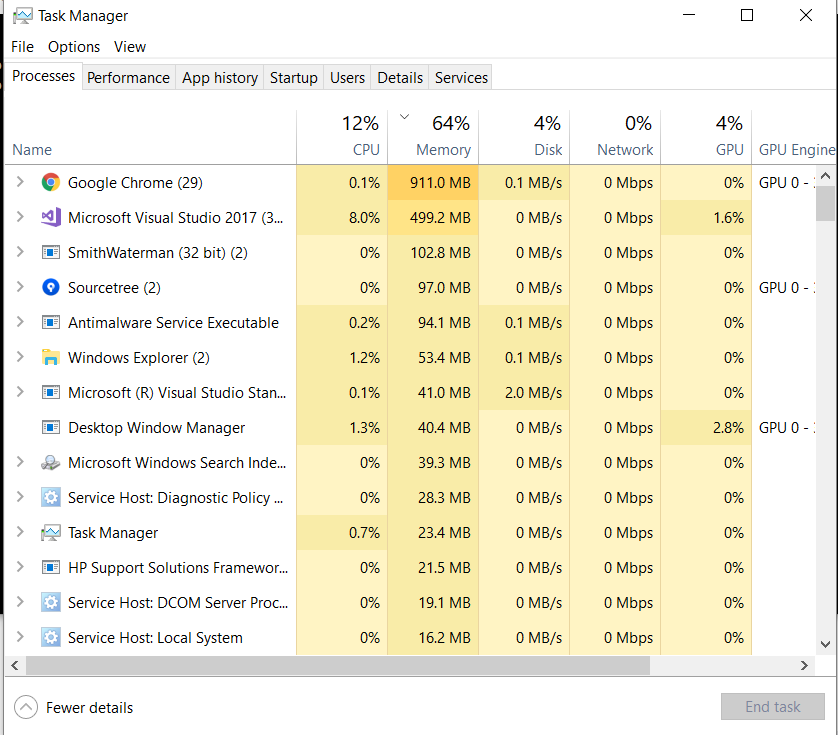 Task Manager
File Options View
Processes Performance App history Startup Users Details Services
12% 64% 4% 0% 4%
Name CPU Memory Disk Network GPU GPU Engine
Google Chrome (29) 0.1% 911.0 MB 0.1 MB/s 0 Mbps 0% GPU 0 -
Microsoft Visual Studio 2017 (3... 8.0% 499.2 MB 0 MB/s 0 Mbps 1.6%
SmithWaterman (32 bit) (2) 0% 102.8 MB 0 MB/s 0 Mbps 0%
Sourcetree (2) 0% 97.0 MB 0 MB/s 0 Mbps 0% GPU 0 -
Antimalware Service Executable 0.2% 94.1 MB 0.1 MB/s 0 Mbps 0%
Windows Explorer (2) 1.2% 53.4 MB 0.1 MB/s 0 Mbps 0%
Microsoft (R) Visual Studio Stan... 0.1% 41.0 MB 2.0 MB/s 0 Mbps 0%
Desktop Window Manager 1.3% 40.4 MB 0 MB/s 0 Mbps 2.8% GPU 0 -
Microsoft Windows Search Inde... 0% 39.3 MB 0 MB/s 0 Mbps 0%
Service Host: Diagnostic Policy ... 0% 28.3 MB 0 MB/s 0 Mbps 0%
Task Manager 0.7% 23.4 MB 0 MB/s 0 Mbps 0%
HP Support Solutions Framewor... 0% 21.5 MB 0 MB/s 0 Mbps 0%
Service Host: DCOM Server Proc... 0% 19.1 MB 0 MB/s 0 Mbps 0%
Service Host: Local System 0% 16.2 MB 0 MB/s 0 Mbps 0%
Fewer details End task